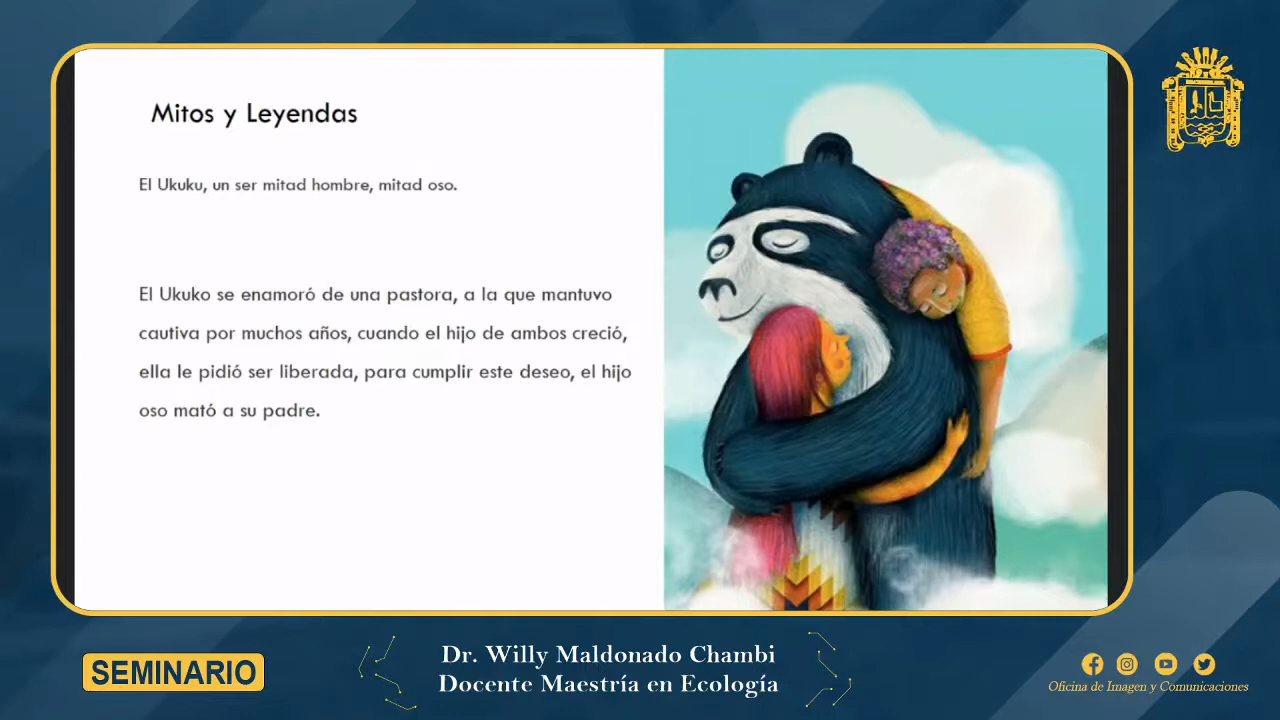 Mitos y Leyendas
El Ukuku, un ser mitad hombre, mitad oso.
El Ukuko se enamoró de una pastora, a la que mantuvo
cautiva por muchos años, cuando el hijo de ambos creció,
ella le pidió ser liberada, para cumplir este deseo, el hijo
oso mató a su padre.
SEMINARIO
Dr. Willy Maldonado Chambi
Docente Maestría en Ecología
Oficina de Imagen y Comunicaciones